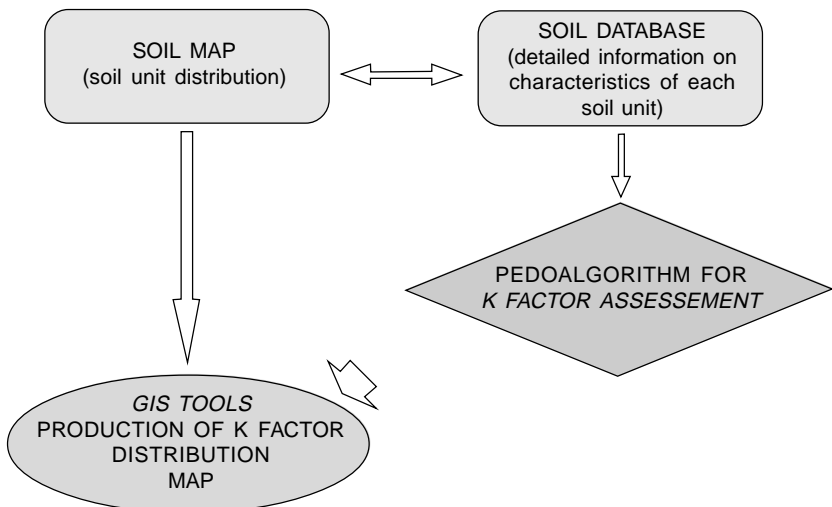 SOIL MAP
(soil unit distribution)
SOIL DATABASE
(detailed information on
characteristics of each
soil unit)
PEDOALGORITHM FOR
K FACTOR ASSESSEMENT
GIS TOOLS
PRODUCTION OF K FACTOR
DISTRIBUTION
MAP